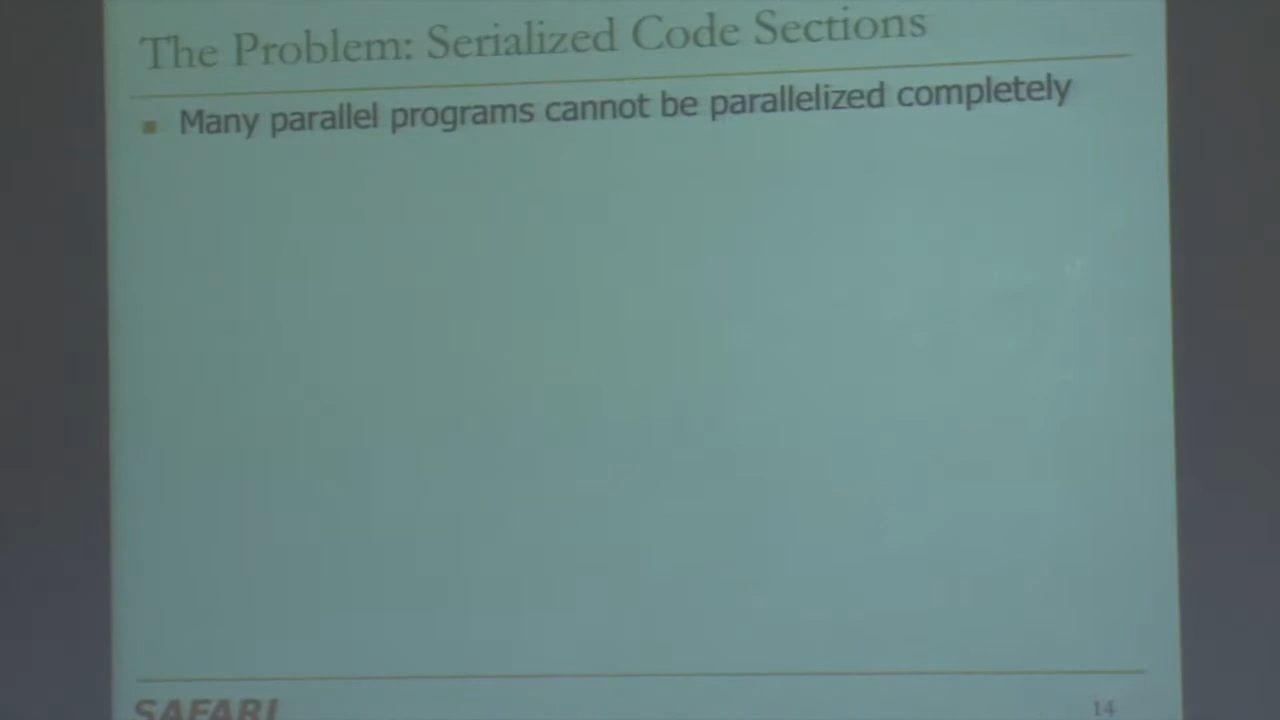 The Problem: Serialized Code Sections
Many parallel programs cannot be parallelized completely
SAFARI
14